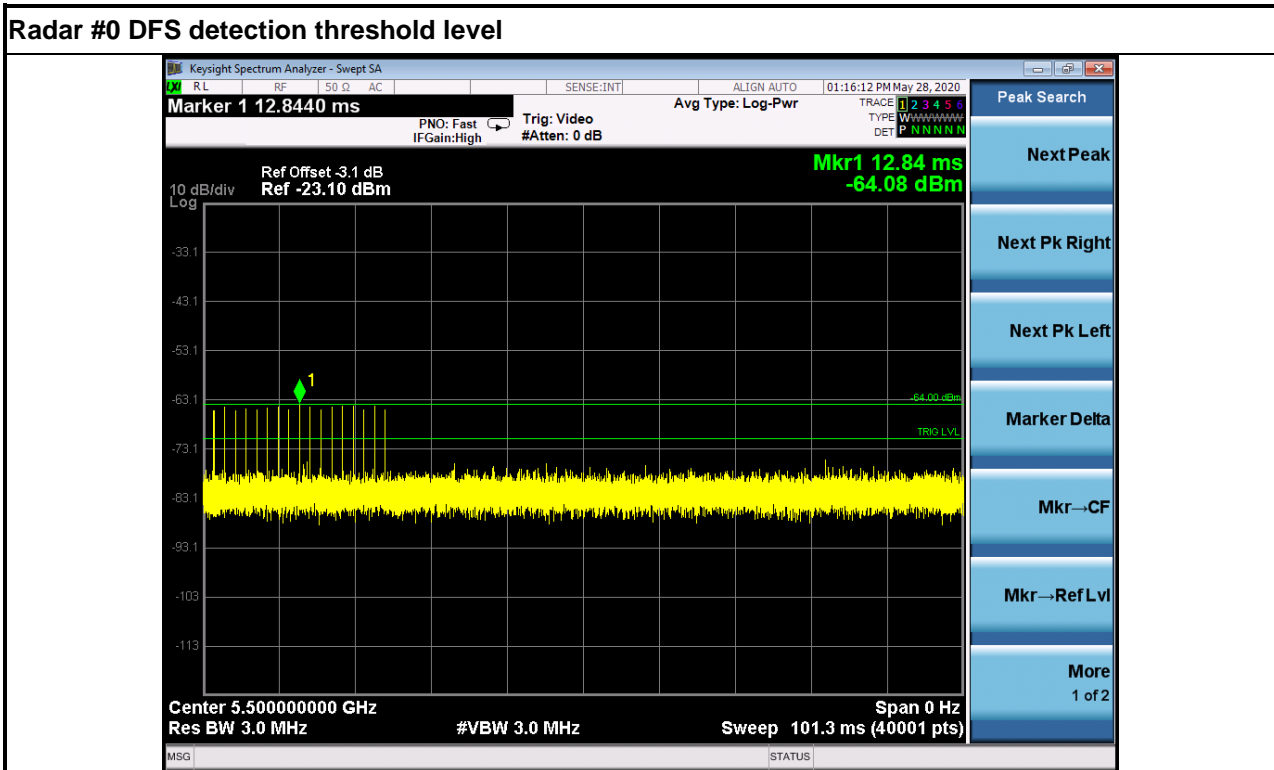 Radar #0 DFS detection threshold level
Keysight Spectrum Analyzer - Swept SA
LXI RL RF 50 Ω AC SENSE:INT ALIGN AUTO 01:16:12 PM May 28, 2020
Marker 1 12.8440 ms
PNO: Fast
IFGain:High
Trig: Video
#Atten: 0 dB
Avg Type: Log-Pwr
TRACE 1 2 3 4 5 6
TYPE WWWWWW
DET P N N N N N
Peak Search
Mkr1 12.84 ms
-64.08 dBm
Ref Offset -3.1 dB
10 dB/div Ref -23.10 dBm
Log
-33.1
-43.1
-53.1
-63.1
-73.1
-83.1
-93.1
-103
-113
1
-64.00 dBm
TRIG LVL
Center 5.500000000 GHz
Span 0 Hz
Res BW 3.0 MHz
#VBW 3.0 MHz
Sweep 101.3 ms (40001 pts)
Next Peak
Next Pk Right
Next Pk Left
Marker Delta
Mkr→CF
Mkr→Ref Lvl
More
1 of 2
MSG
STATUS